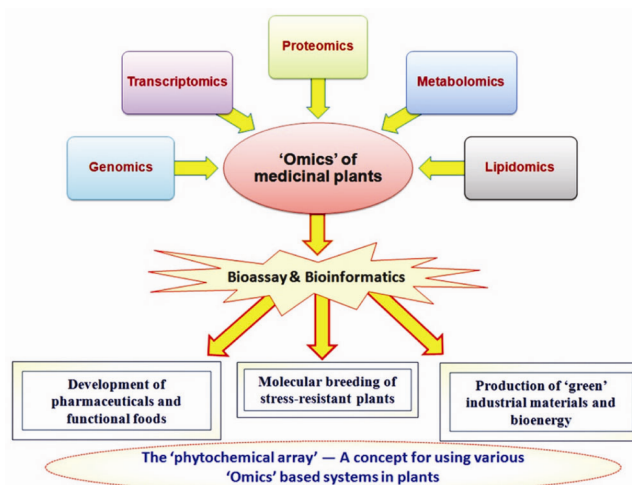 Proteomics
Transcriptomics
Metabolomics
Genomics
'Omics' of
medicinal plants
Lipidomics
Bioassay & Bioinformatics
Development of
pharmaceuticals and
functional foods
Molecular breeding of
stress-resistant plants
Production of 'green'
industrial materials and
bioenergy
The 'phytochemical array' — A concept for using various
'Omics' based systems in plants